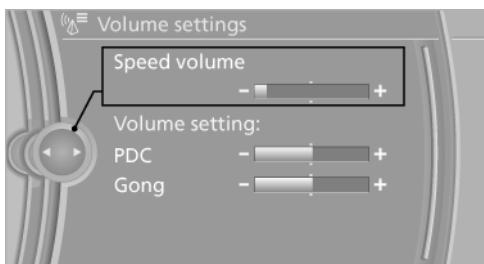 Volume settings
Speed volume
- +
Volume setting:
PDC - +
Gong - +